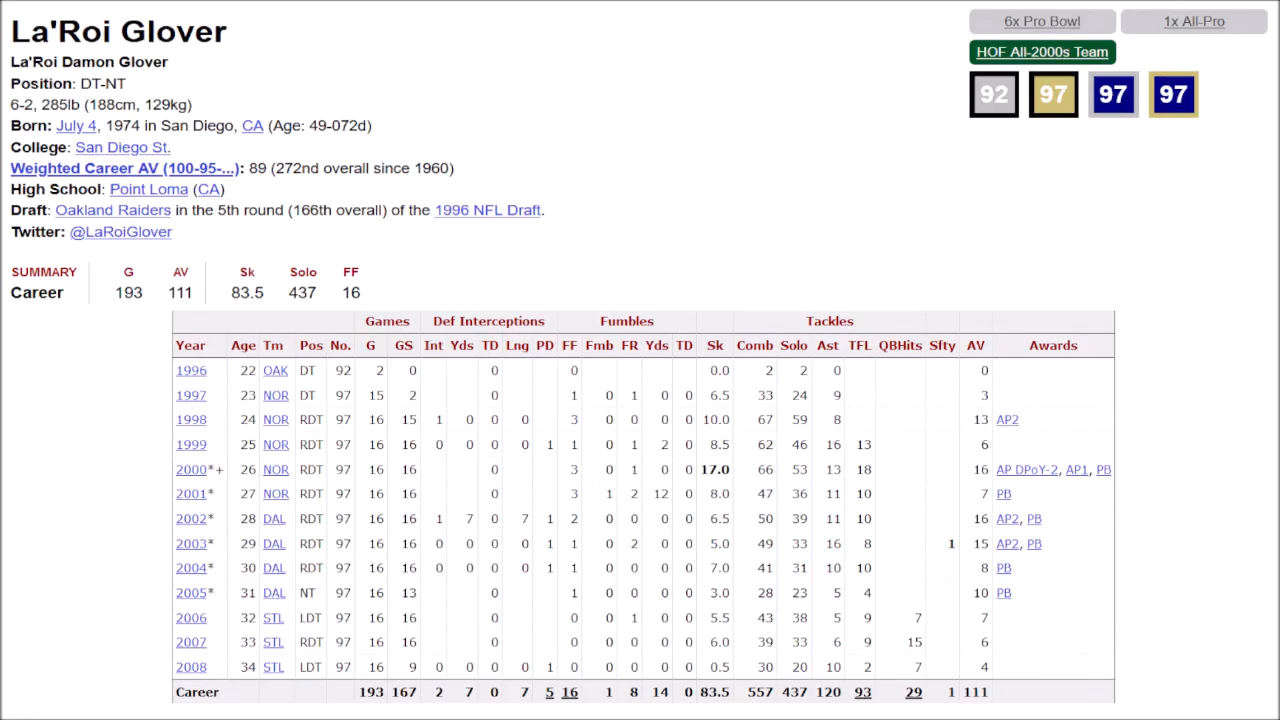 La'Roi Glover
6x Pro Bowl 1x All-Pro
La'Roi Damon Glover
HOF All-2000s Team
Position: DT-NT
92 97 97 97
6-2, 285lb (188cm, 129kg)
Born: July 4, 1974 in San Diego, CA (Age: 49-072d)
College: San Diego St.
Weighted Career AV (100-95-...): 89 (272nd overall since 1960)
High School: Point Loma (CA)
Draft: Oakland Raiders in the 5th round (166th overall) of the 1996 NFL Draft.
Twitter: @LaRoiGlover
SUMMARY G AV Sk Solo FF
Career 193 111 83.5 437 16
Games Def Interceptions Fumbles Tackles
Year Age Tm Pos No. G GS Int Yds TD Lng PD FF Fmb FR Yds TD Sk Comb Solo Ast TFL QBHits Sfty AV Awards
1996 22 OAK DT 92 2 0 0 0 0.0 2 2 0 0
1997 23 NOR DT 97 15 2 0 1 0 1 0 0 6.5 33 24 9 3
1998 24 NOR RDT 97 16 15 1 0 0 0 3 0 0 0 0 10.0 67 59 8 13 AP2
1999 25 NOR RDT 97 16 16 0 0 0 0 1 1 0 1 2 0 8.5 62 46 16 13 6
2000*+ 26 NOR RDT 97 16 16 0 3 0 1 0 0 17.0 66 53 13 18 16 AP DPoY-2, AP1, PB
2001* 27 NOR RDT 97 16 16 0 3 1 2 12 0 8.0 47 36 11 10 7 PB
2002* 28 DAL RDT 97 16 16 1 7 0 7 1 2 0 0 0 0 6.5 50 39 11 10 16 AP2, PB
2003* 29 DAL RDT 97 16 16 0 0 0 0 1 1 0 2 0 0 5.0 49 33 16 8 1 15 AP2, PB
2004* 30 DAL RDT 97 16 16 0 0 0 0 1 1 0 0 0 0 7.0 41 31 10 10 8 PB
2005* 31 DAL NT 97 16 13 0 1 0 0 0 0 3.0 28 23 5 4 10 PB
2006 32 STL LDT 97 16 16 0 0 0 1 0 0 5.5 43 38 5 9 7 7
2007 33 STL RDT 97 16 16 0 0 0 0 0 0 6.0 39 33 6 9 15 6
2008 34 STL LDT 97 16 9 0 0 0 0 1 0 0 0 0 0 0.5 30 20 10 2 7 4
Career 193 167 2 7 0 7 5 16 1 8 14 0 83.5 557 437 120 93 29 1 111